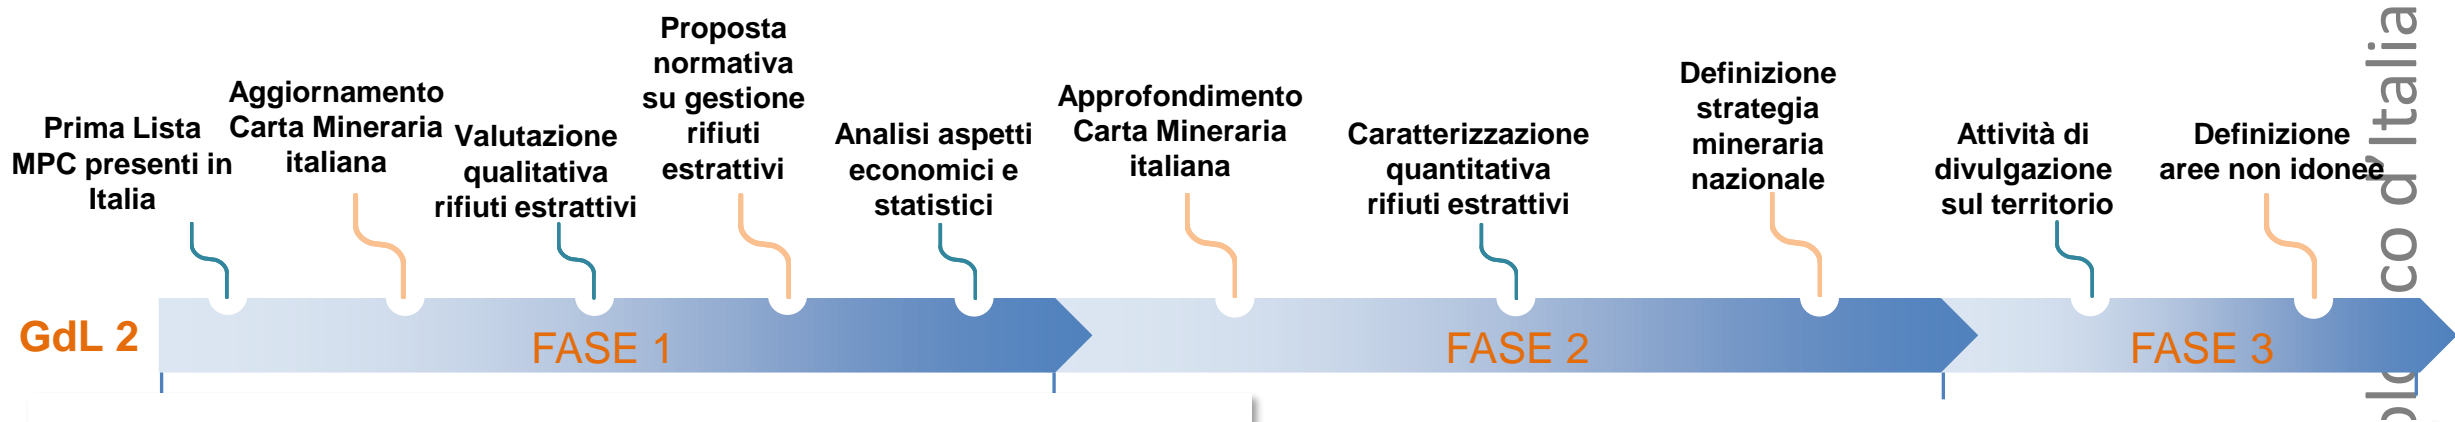 Prima Lista
MPC presenti in
Italia
Aggiornamento
Carta Mineraria
italiana
Valutazione
qualitativa
rifiuti estrattivi
Proposta
normativa
su gestione
rifiuti
estrattivi
Analisi aspetti
economici e
statistici
Approfondimento
Carta Mineraria
italiana
Caratterizzazione
quantitativa
rifiuti estrattivi
Definizione
strategia
mineraria
nazionale
Attività di
divulgazione
sul territorio
Definizione
aree non idonee
GdL 2
FASE 1
FASE 2
FASE 3
co d'Italia